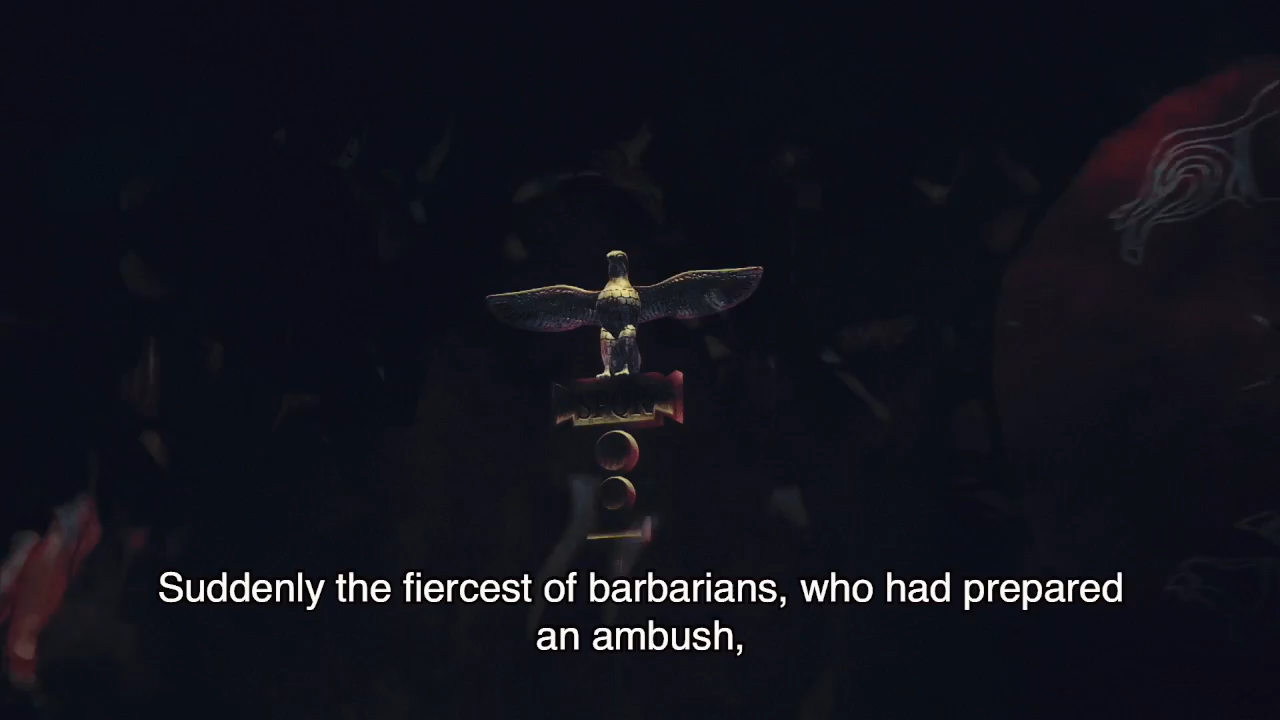 SPQR
Suddenly the fiercest of barbarians, who had prepared
an ambush,